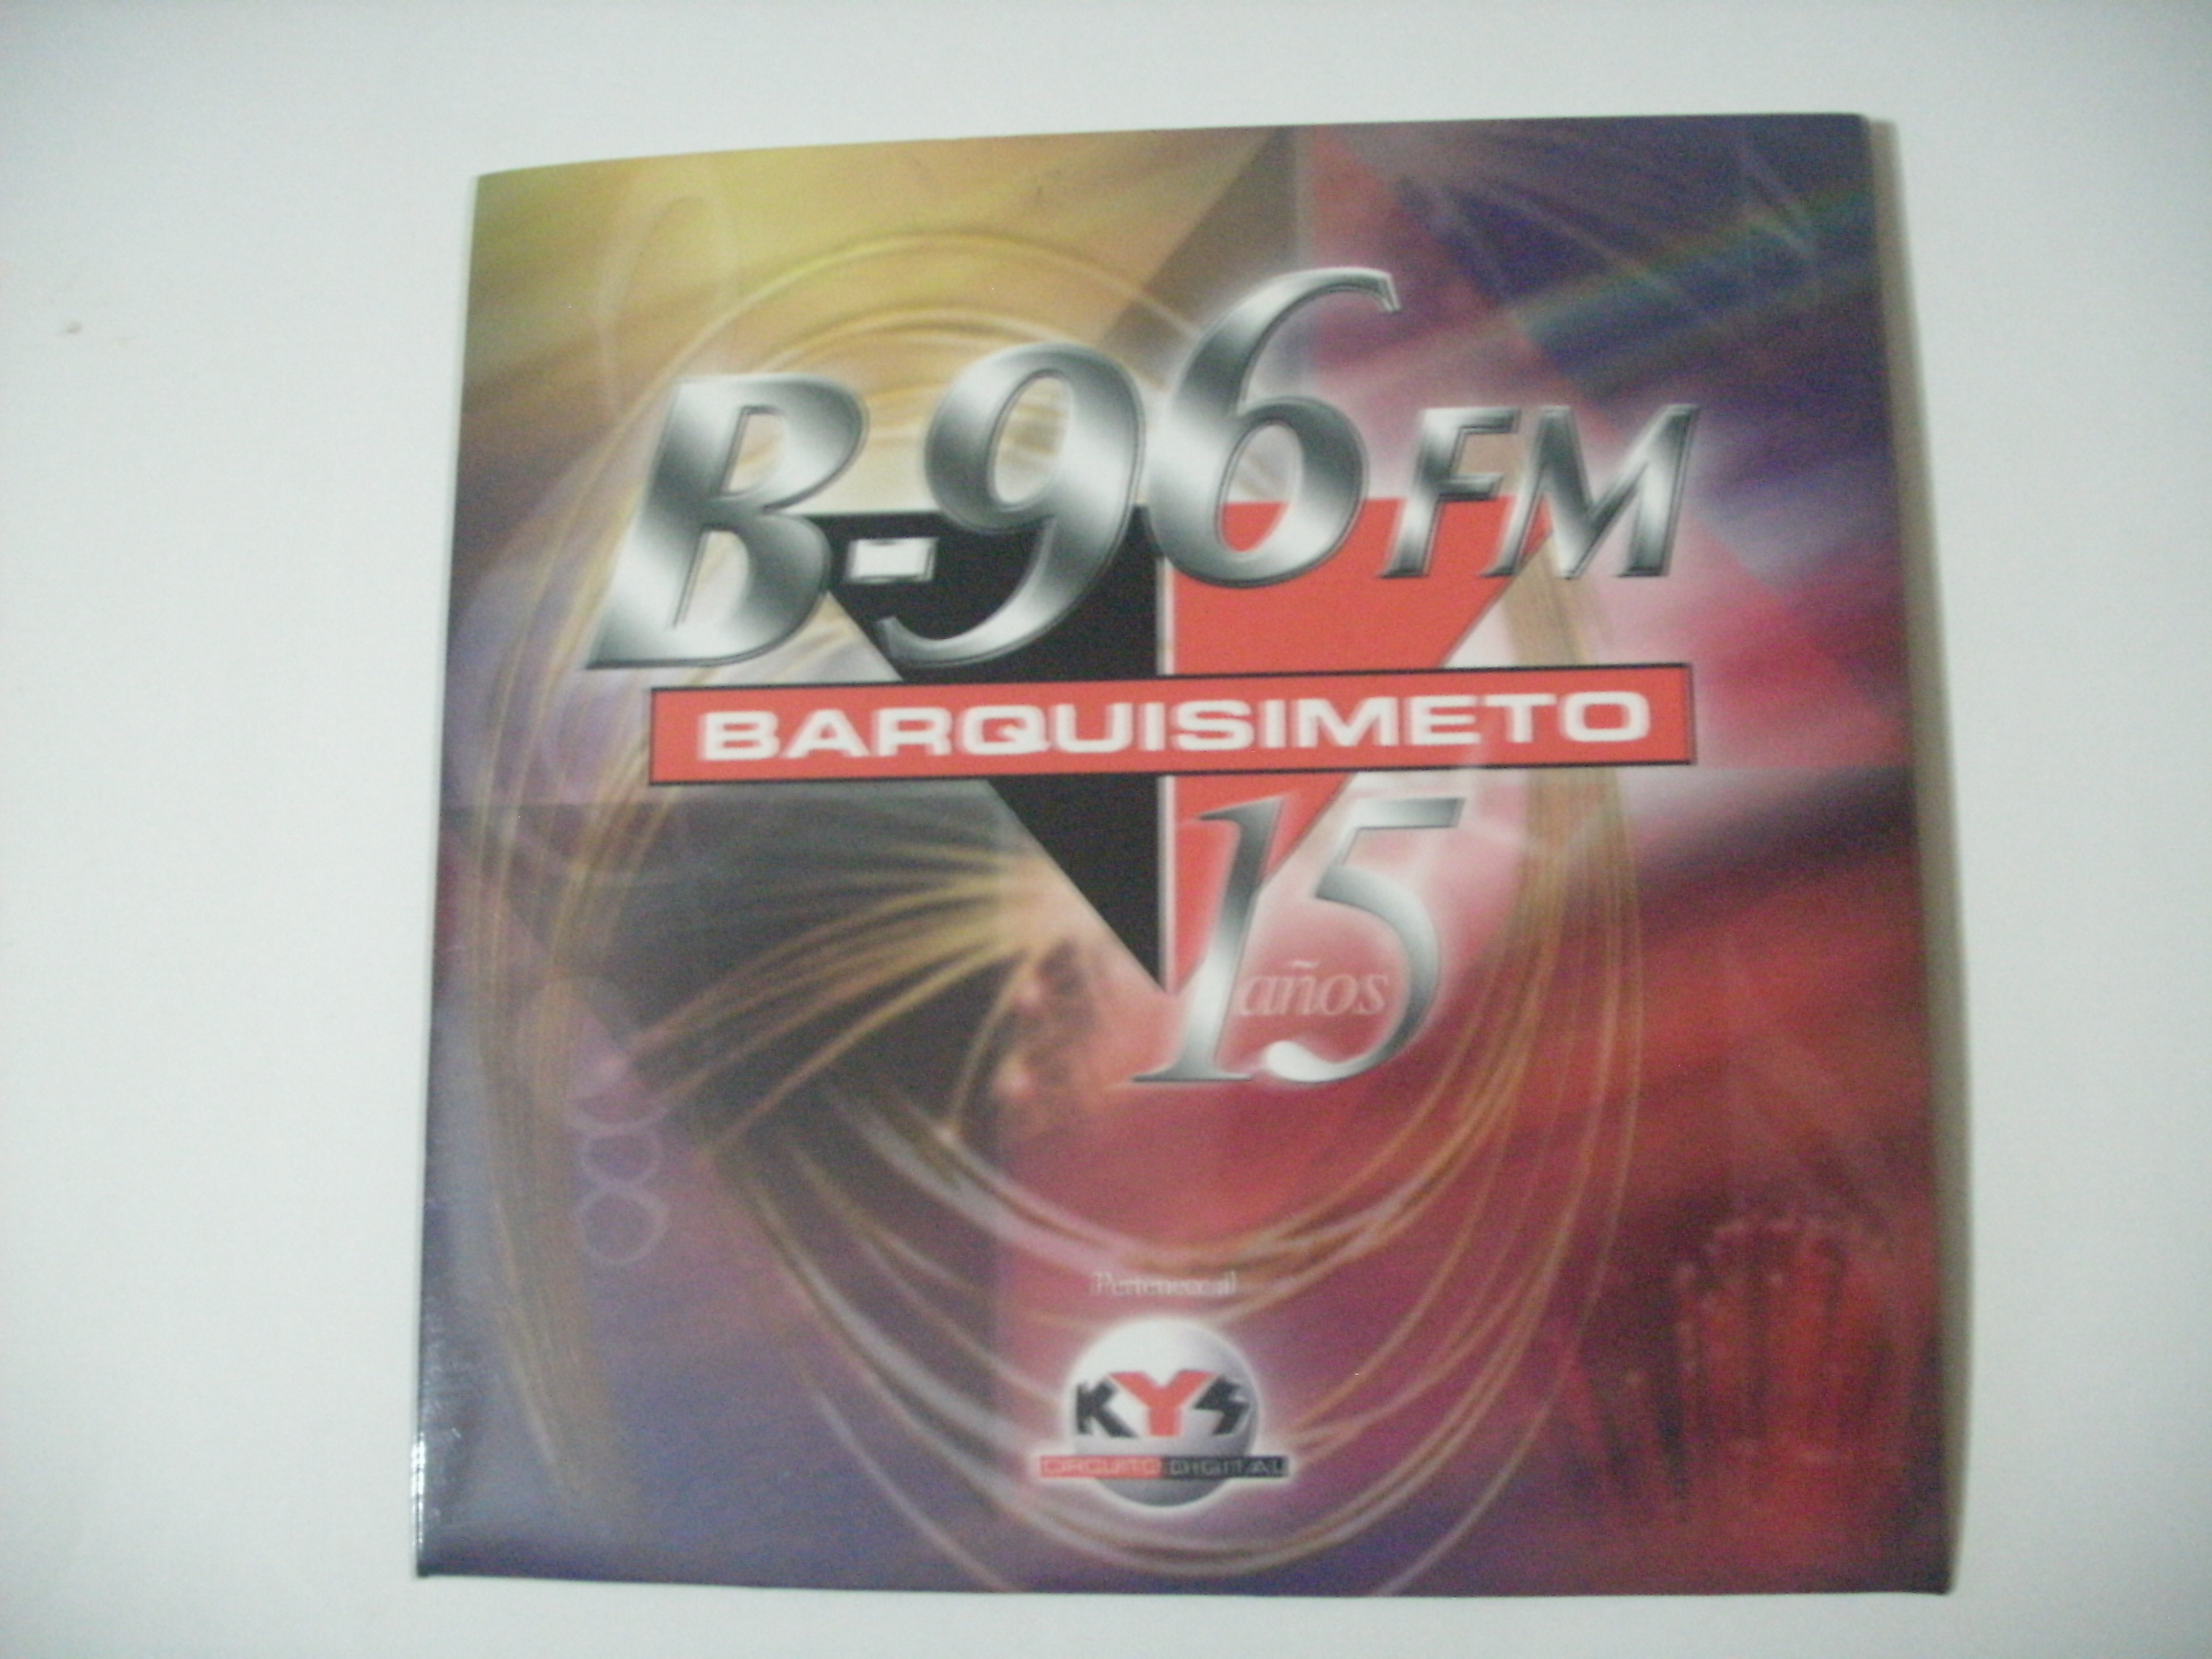 B-96 FM
BARQUISIMETO
15
años
Pertenece al
KYS
CIRCUITO DIGITAL